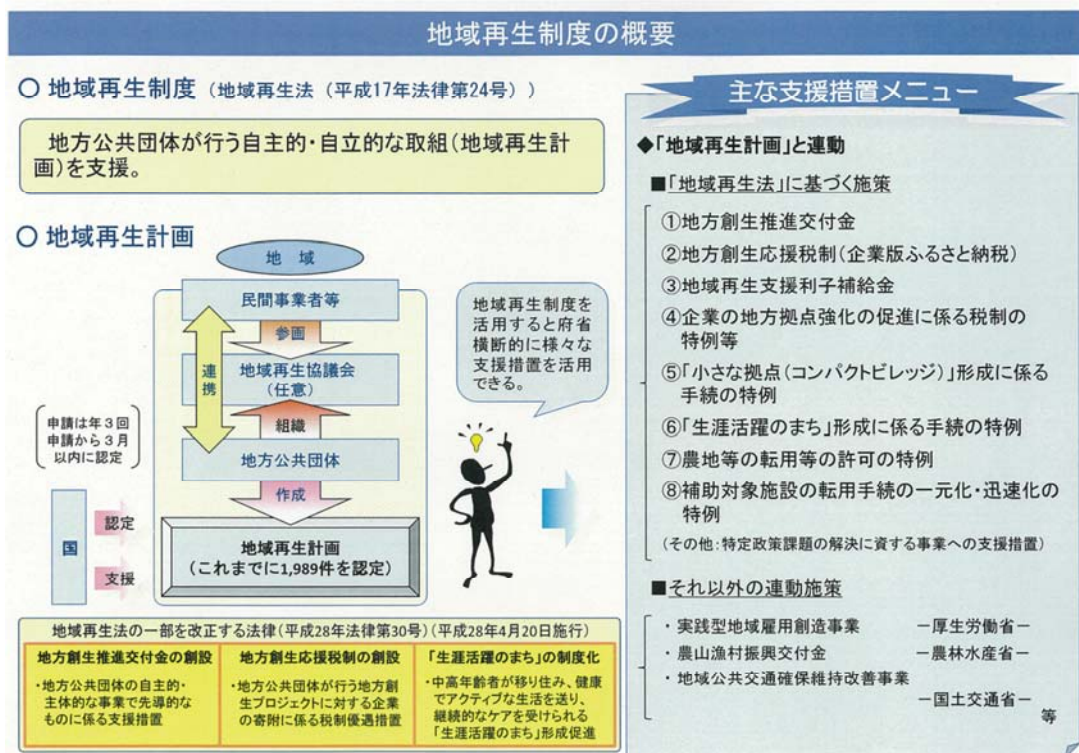 地域再生制度の概要
○ 地域再生制度 (地域再生法 (平成17年法律第24号))
地方公共団体が行う自主的・自立的な取組(地域再生計
画)を支援。
○ 地域再生計画
地 域
民間事業者等
参画
連携
地域再生協議会
(任意)
組織
地方公共団体
作成
地域再生計画
(これまでに1,989件を認定)
申請は年3回
申請から3月
以内に認定
国
認定
支援
地域再生制度を
活用すると府省
横断的に様々な
支援措置を活用
できる。
地域再生法の一部を改正する法律(平成28年法律第30号)(平成28年4月20日施行)
地方創生推進交付金の創設
・地方公共団体の自主的・
主体的な事業で先導的な
ものに係る支援措置
地方創生応援税制の創設
・地方公共団体が行う地方創
生プロジェクトに対する企業
の寄附に係る税制優遇措置
「生涯活躍のまち」の制度化
・中高年齢者が移り住み、健康
でアクティブな生活を送り、
継続的なケアを受けられる
「生涯活躍のまち」形成促進
主な支援措置メニュー
◆「地域再生計画」と連動
■「地域再生法」に基づく施策
①地方創生推進交付金
②地方創生応援税制(企業版ふるさと納税)
③地域再生支援利子補給金
④企業の地方拠点強化の促進に係る税制の
特例等
⑤「小さな拠点(コンパクトビレッジ)」形成に係る
手続の特例
⑥「生涯活躍のまち」形成に係る手続の特例
⑦農地等の転用等の許可の特例
⑧補助対象施設の転用手続の一元化・迅速化の
特例
(その他:特定政策課題の解決に資する事業への支援措置)
■それ以外の連動施策
・実践型地域雇用創造事業 -厚生労働省-
・農山漁村振興交付金 -農林水産省-
・地域公共交通確保維持改善事業
-国土交通省-
等